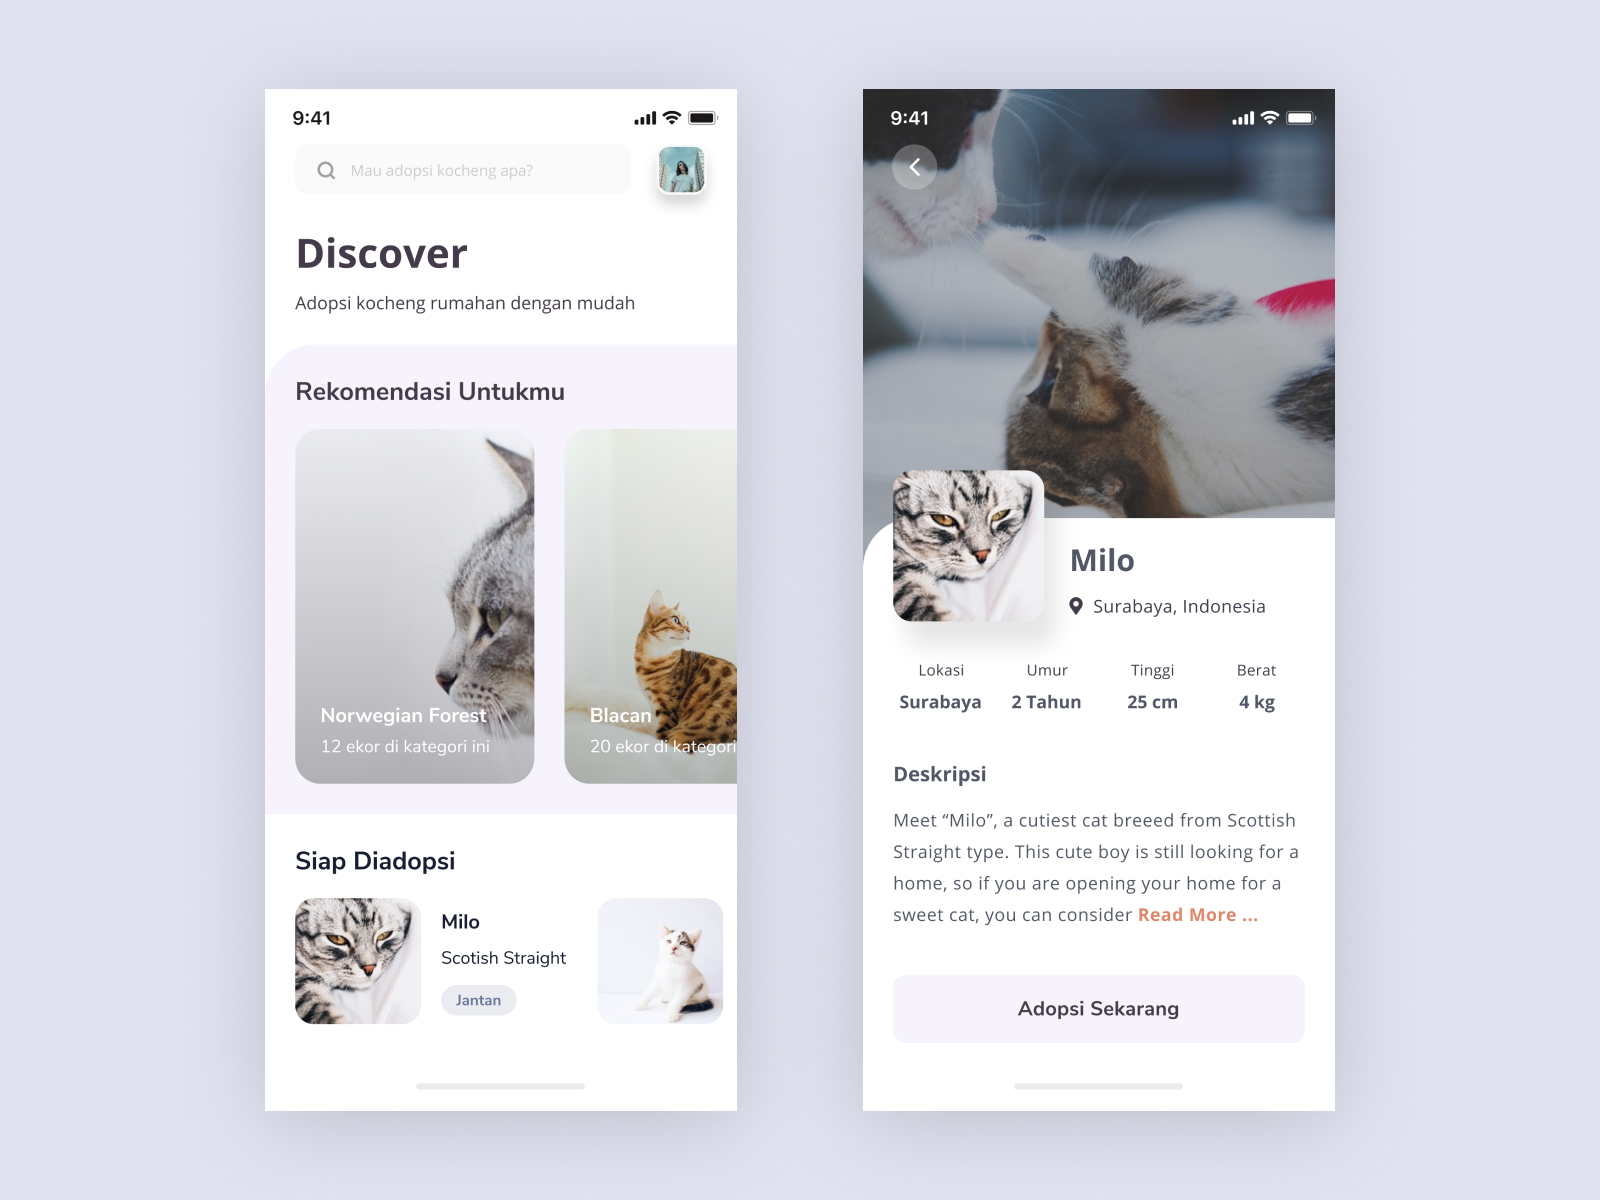 9:41
Mau adopsi kocheng apa?
Discover
Adopsi kocheng rumahan dengan mudah
Rekomendasi Untukmu
Norwegian Forest
12 ekor di kategori ini
Blacan
20 ekor di kategori
Siap Diadopsi
Milo
Scotish Straight
Jantan
9:41
Milo
Surabaya, Indonesia
Lokasi Umur Tinggi Berat
Surabaya 2 Tahun 25 cm 4 kg
Deskripsi
Meet “Milo”, a cutiest cat breeed from Scottish
Straight type. This cute boy is still looking for a
home, so if you are opening your home for a
sweet cat, you can consider Read More ...
Adopsi Sekarang